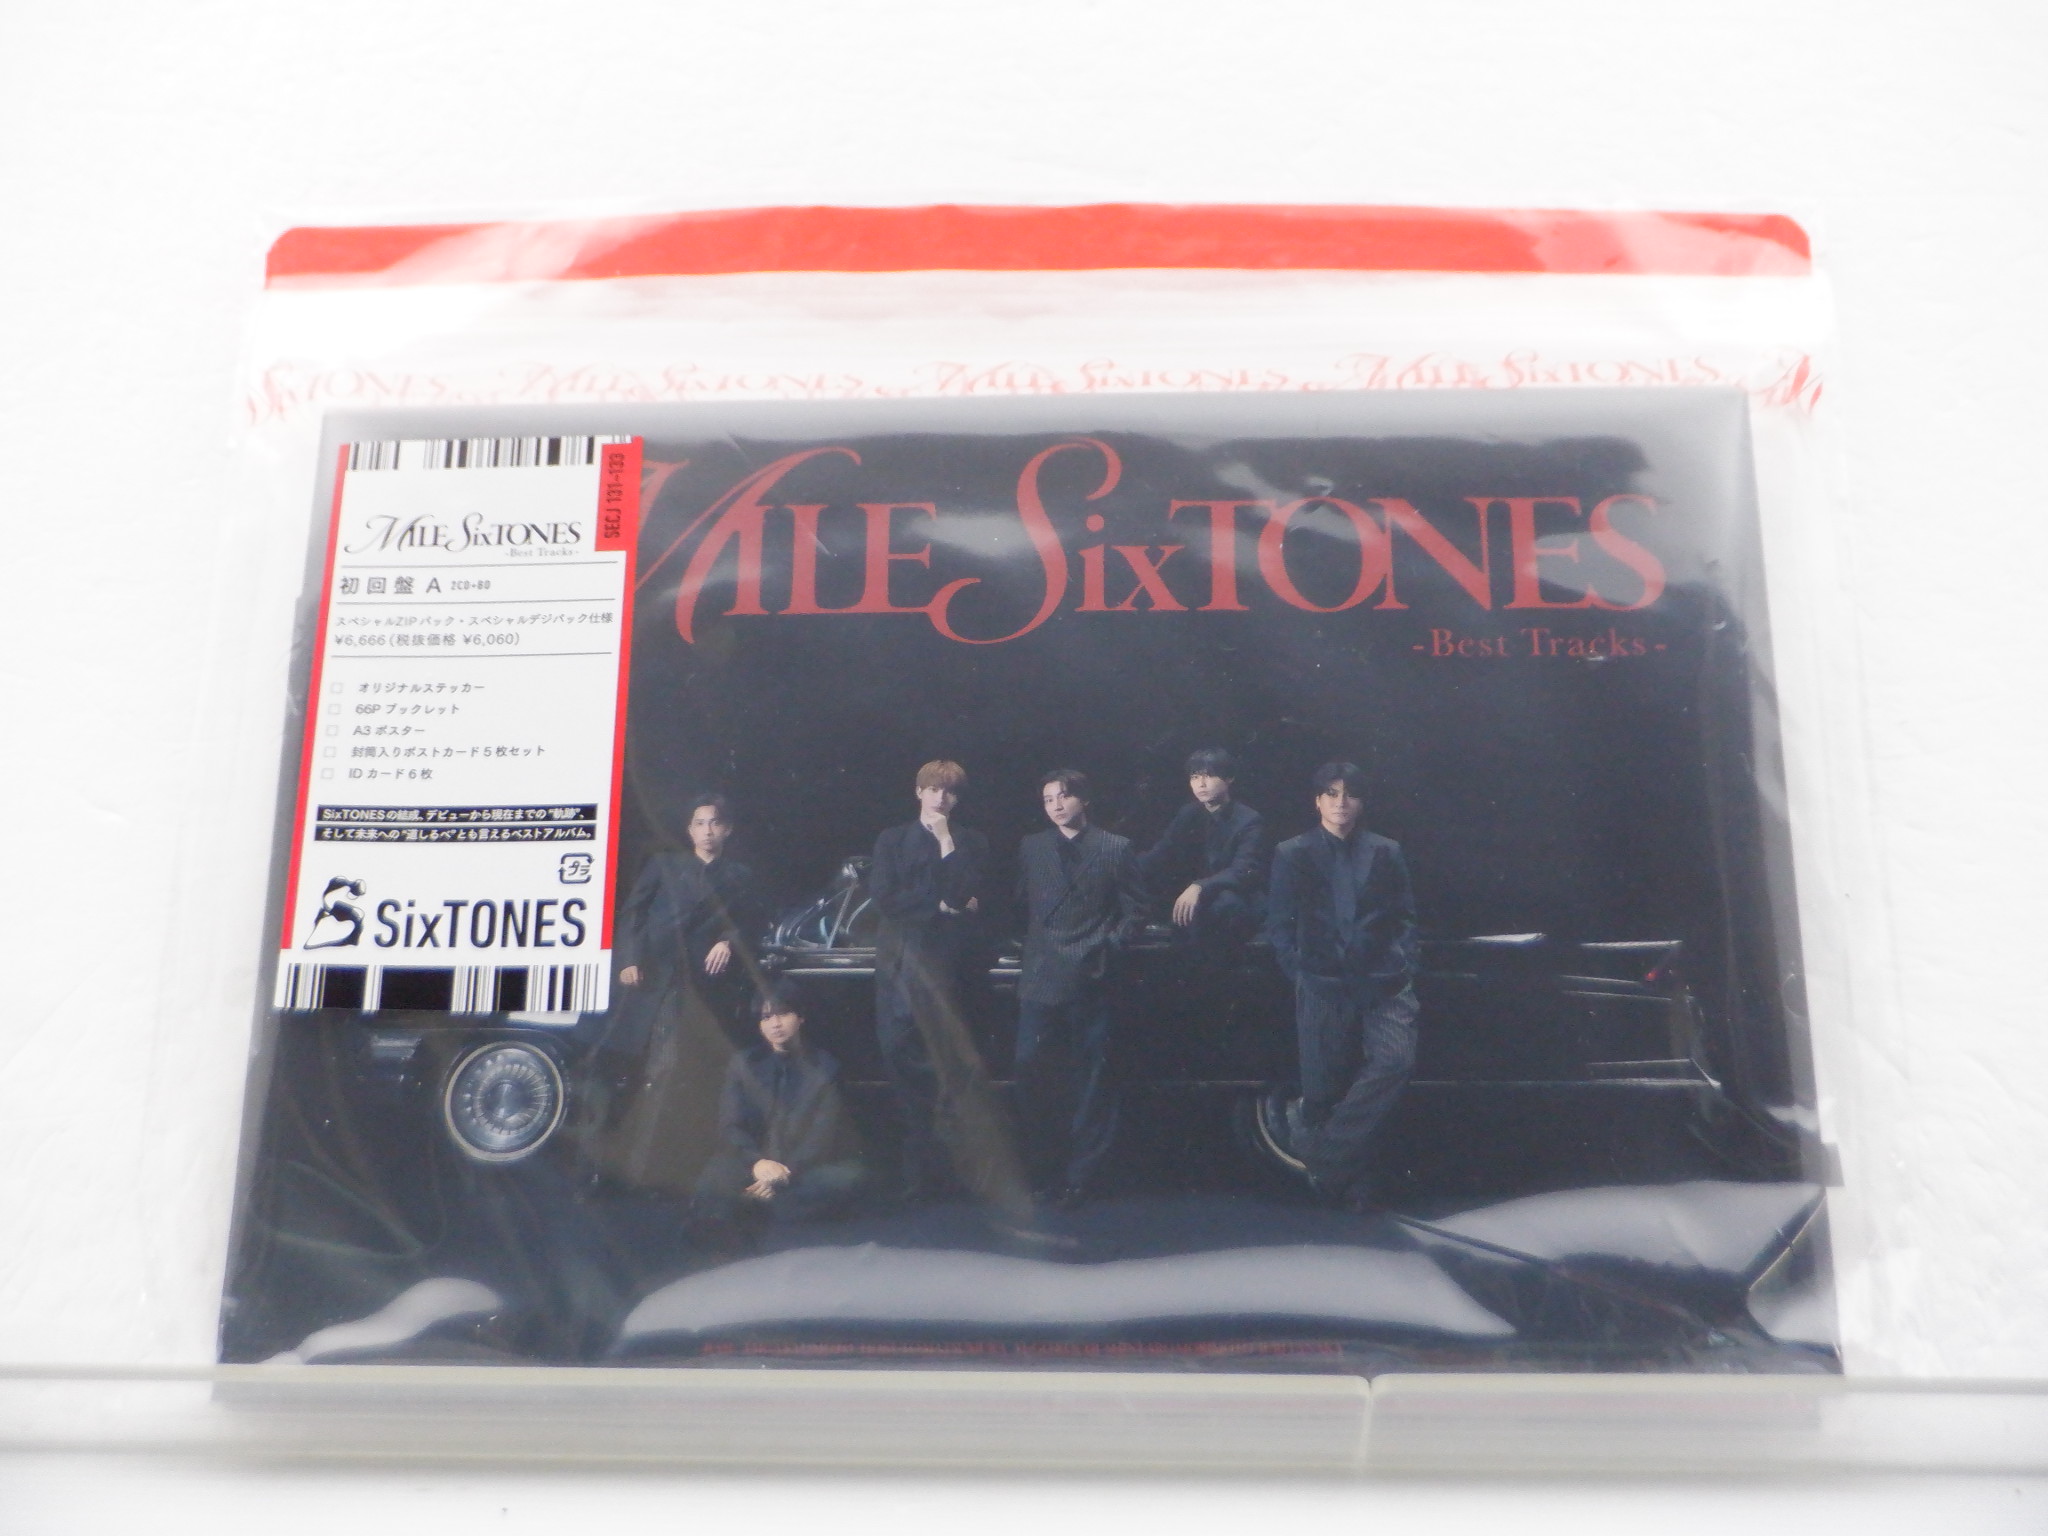 MILE SixTONES
MILE SixTONES
MILE SixTONES
MILE SixTONES
-Best Tracks-
SECJ 131-133
MILE SixTONES
-Best Tracks-
初回盤 A 2CD+BD
スペシャルZIPパック・スペシャルデジパック仕様
¥6,666(税抜価格 ¥6,060)
□ オリジナルステッカー
□ 66P ブックレット
□ A3 ポスター
□ 封筒入りポストカード5枚セット
□ IDカード6枚
SixTONESの結成、デビューから現在までの“軌跡”、
そして未来への“道しるべ”とも言えるベストアルバム。
プラ
SixTONES